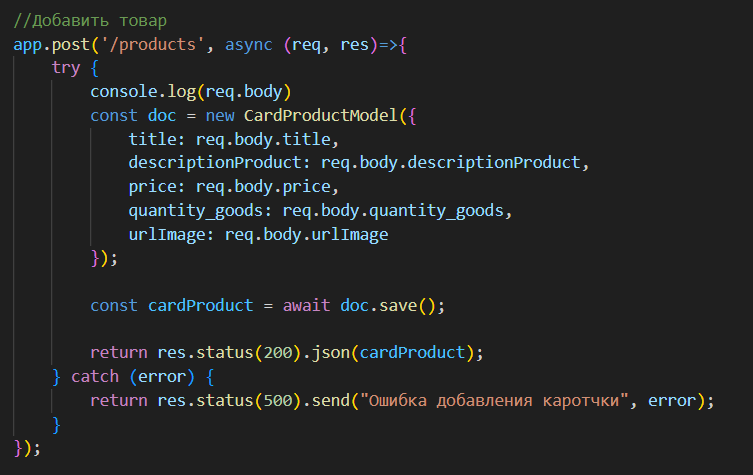 //Добавить товар
app.post('/products', async (req, res)=>{
    try {
        console.log(req.body)
        const doc = new CardProductModel({
            title: req.body.title,
            descriptionProduct: req.body.descriptionProduct,
            price: req.body.price,
            quantity_goods: req.body.quantity_goods,
            urlImage: req.body.urlImage
        });

        const cardProduct = await doc.save();

        return res.status(200).json(cardProduct);
    } catch (error) {
        return res.status(500).send("Ошибка добавления каротчки", error);
    }
});